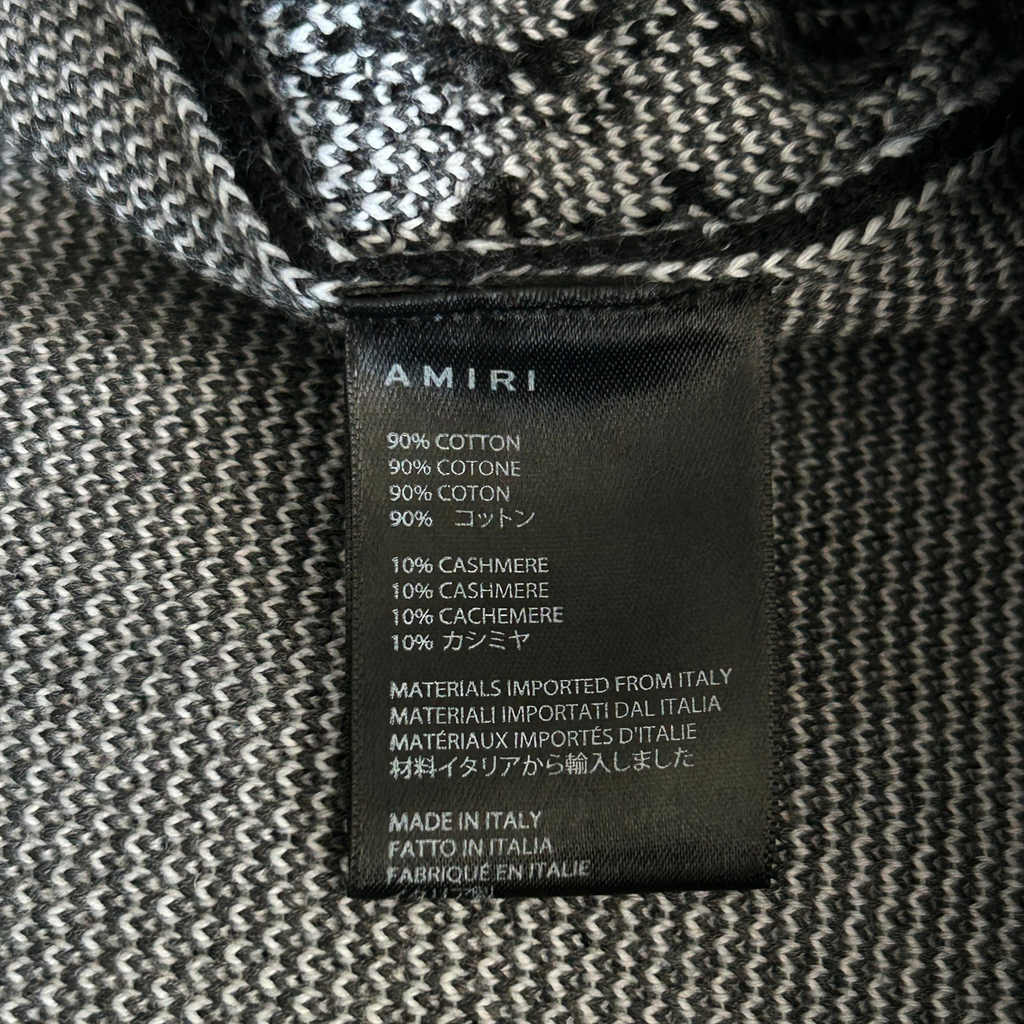 AMIRI
90% COTTON
90% COTONE
90% COTON
90% コットン
10% CASHMERE
10% CASHMERE
10% CACHEMERE
10% カシミヤ
MATERIALS IMPORTED FROM ITALY
MATERIALI IMPORTATI DAL ITALIA
MATÉRIAUX IMPORTÉS D'ITALIE
材料イタリアから輸入しました
MADE IN ITALY
FATTO IN ITALIA
FABRIQUÉ EN ITALIE